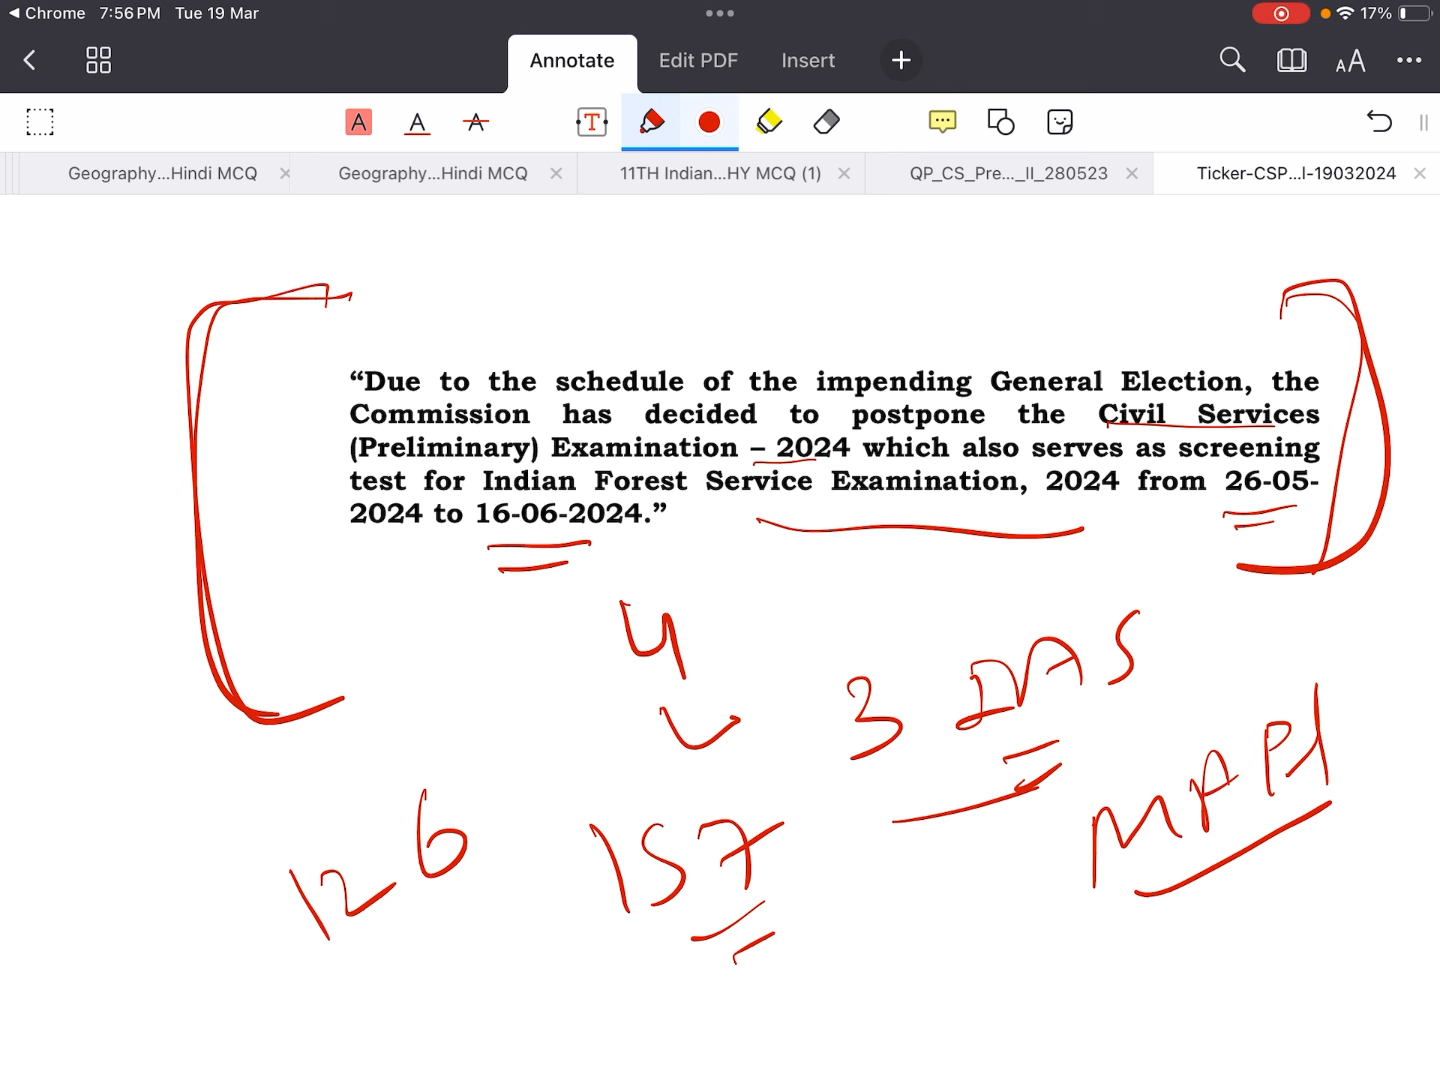 Chrome 7:56 PM Tue 19 Mar 17%
Annotate Edit PDF Insert
AA
A A A T
Geography...Hindi MCQ Geography...Hindi MCQ 11TH Indian...HY MCQ (1) QP_CS_Pre..._II_280523 Ticker-CSP...l-19032024
“Due to the schedule of the impending General Election, the
Commission has decided to postpone the Civil Services
(Preliminary) Examination – 2024 which also serves as screening
test for Indian Forest Service Examination, 2024 from 26-05-
2024 to 16-06-2024.”
4
3 DAS
126 157 MAPI